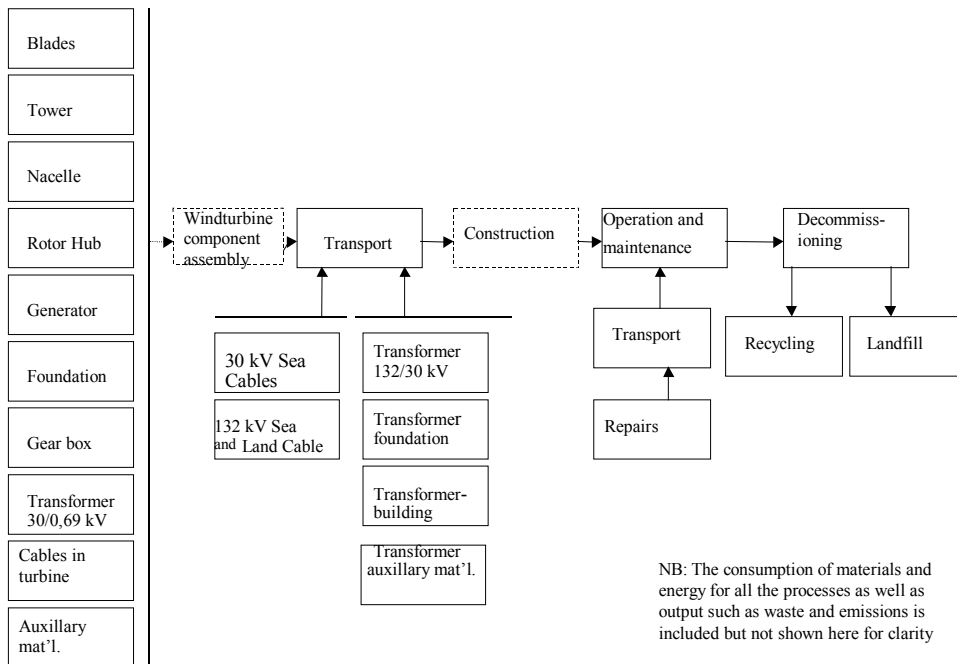 Blades
Tower
Nacelle
Rotor Hub
Generator
Foundation
Gear box
Transformer
30/0,69 kV
Cables in
turbine
Auxillary
mat'l.
Windturbine
component
assembly
Transport
Construction
Operation and
maintenance
Decommiss-
ioning
30 kV Sea
Cables
132 kV Sea
and Land Cable
Transformer
132/30 kV
Transformer
foundation
Transformer-
building
Transformer
auxillary mat'l.
Transport
Repairs
Recycling
Landfill
NB: The consumption of materials and
energy for all the processes as well as
output such as waste and emissions is
included but not shown here for clarity